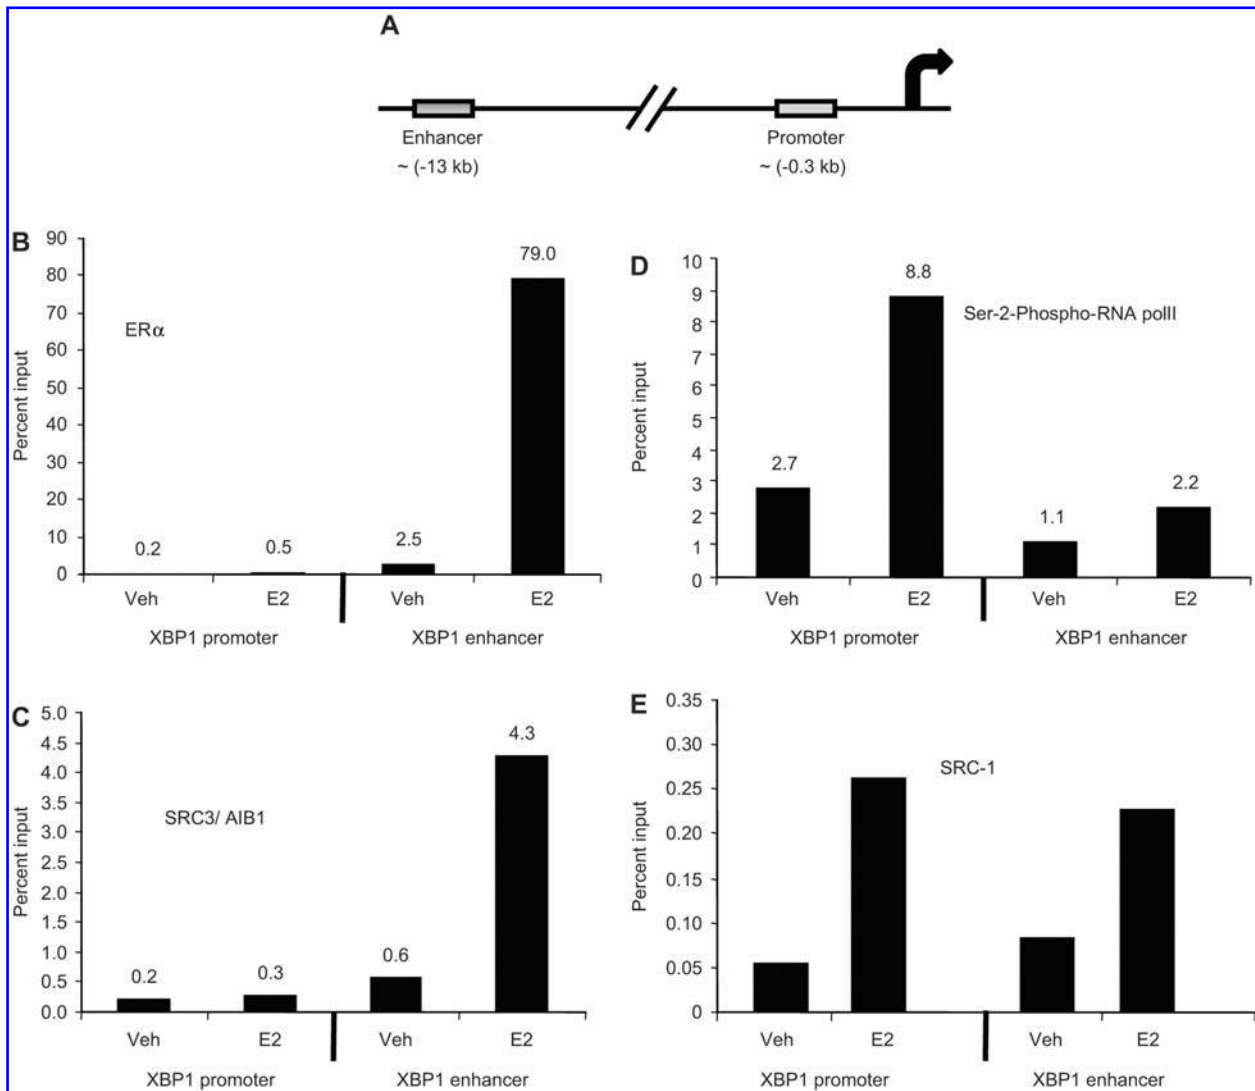 A
Enhancer
~ (-13 kb)
Promoter
~ (-0.3 kb)
B
Percent input
90
80
70
60
50
40
30
20
10
0
ERα
0.2
0.5
2.5
79.0
Veh
E2
Veh
E2
XBP1 promoter
XBP1 enhancer
D
Percent input
10
9
8
7
6
5
4
3
2
1
0
Ser-2-Phospho-RNA polII
2.7
8.8
1.1
2.2
Veh
E2
Veh
E2
XBP1 promoter
XBP1 enhancer
C
Percent input
5.0
4.5
4.0
3.5
3.0
2.5
2.0
1.5
1.0
0.5
0.0
SRC3/ AIB1
0.2
0.3
0.6
4.3
Veh
E2
Veh
E2
XBP1 promoter
XBP1 enhancer
E
Percent input
0.35
0.30
0.25
0.20
0.15
0.10
0.05
0
SRC-1
Veh
E2
Veh
E2
XBP1 promoter
XBP1 enhancer